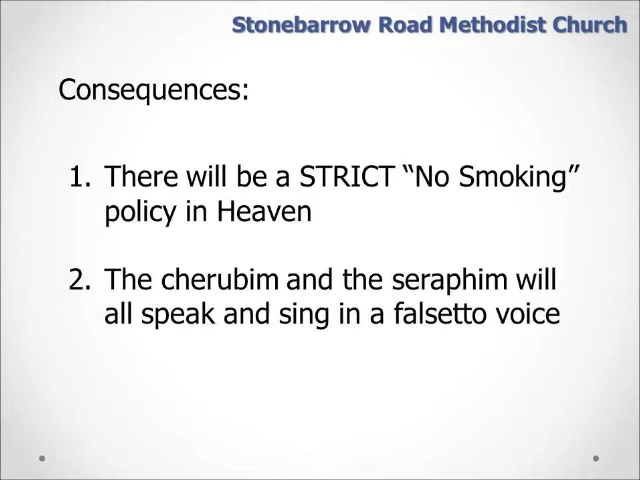 Stonebarrow Road Methodist Church
Consequences:
1. There will be a STRICT “No Smoking”
policy in Heaven
2. The cherubim and the seraphim will
all speak and sing in a falsetto voice